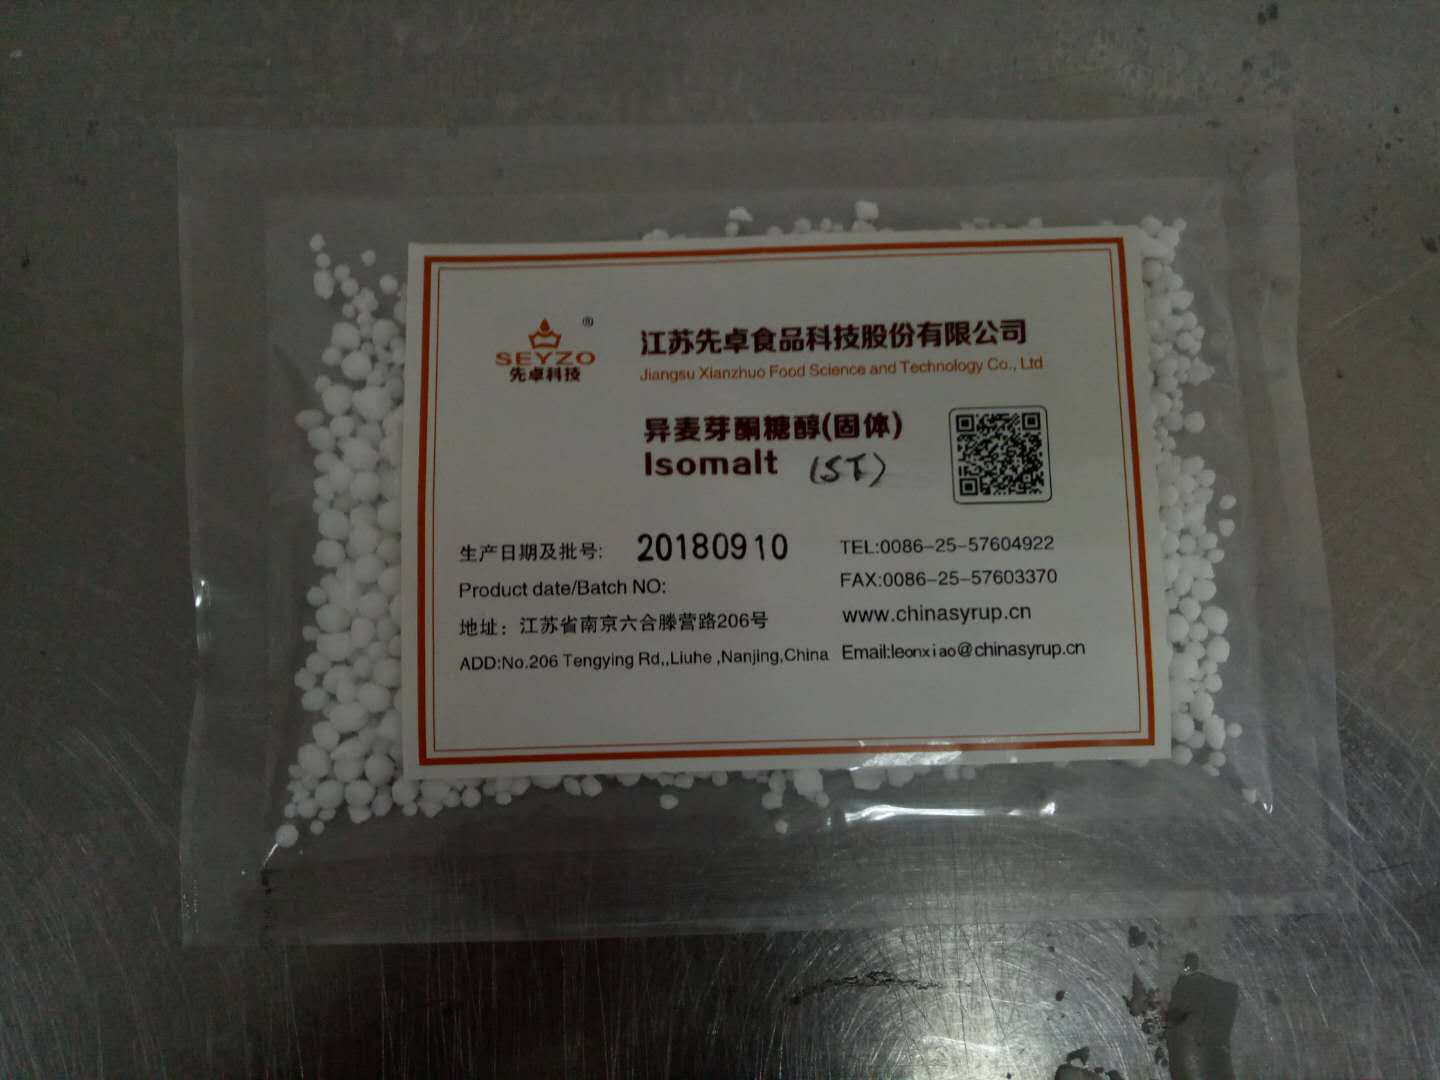 ®
SEYZO
先卓科技
江苏先卓食品科技股份有限公司
Jiangsu Xianzhuo Food Science and Technology Co., Ltd
异麦芽酮糖醇(固体)
Isomalt (ST)
生产日期及批号: 20180910
Product date/Batch NO:
地址：江苏省南京六合滕营路206号
ADD:No.206 Tengying Rd,,Liuhe ,Nanjing,China
TEL:0086-25-57604922
FAX:0086-25-57603370
www.chinasyrup.cn
Email:leonxiao@chinasyrup.cn